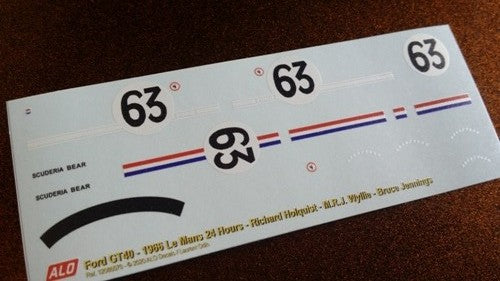 63
63
63
63
SCUDERIA BEAR
SCUDERIA BEAR
ALO
Ford GT40 - 1966 Le Mans 24 Hours - Richard Holquist - M.R.J. Wyllie - Bruce Jennings